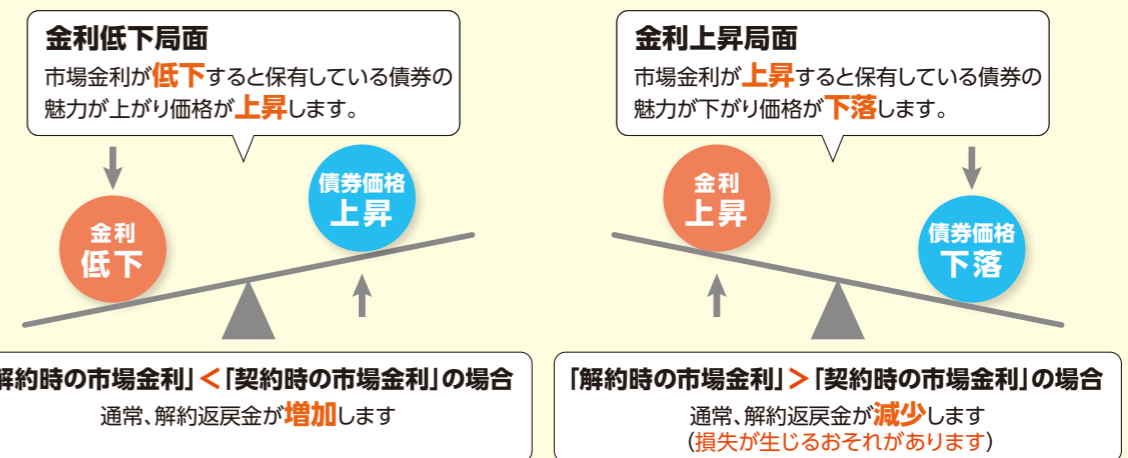 金利低下局面
市場金利が低下すると保有している債券の
魅力が上がり価格が上昇します。
金利
低下
債券価格
上昇
解約時の市場金利」<「契約時の市場金利」の場合
通常、解約返戻金が増加します
金利上昇局面
市場金利が上昇すると保有している債券の
魅力が下がり価格が下落します。
金利
上昇
債券価格
下落
「解約時の市場金利」>「契約時の市場金利」の場合
通常、解約返戻金が減少します
(損失が生じるおそれがあります)